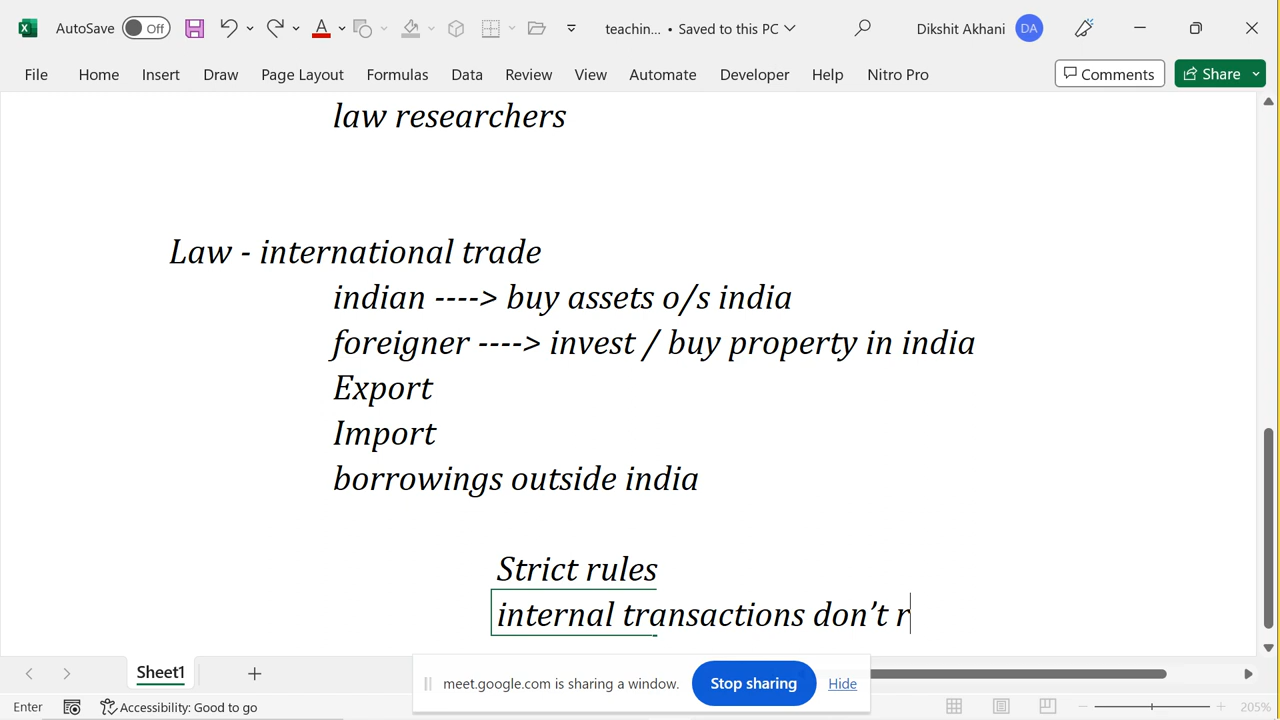 AutoSave Off A teachin... • Saved to this PC Dikshit Akhani DA
File Home Insert Draw Page Layout Formulas Data Review View Automate Developer Help Nitro Pro Comments Share
law researchers
Law - international trade
indian ----> buy assets o/s india
foreigner ----> invest / buy property in india
Export
Import
borrowings outside india
Strict rules
internal transactions don’t r
Sheet1
meet.google.com is sharing a window. Stop sharing Hide
Enter Accessibility: Good to go 205%